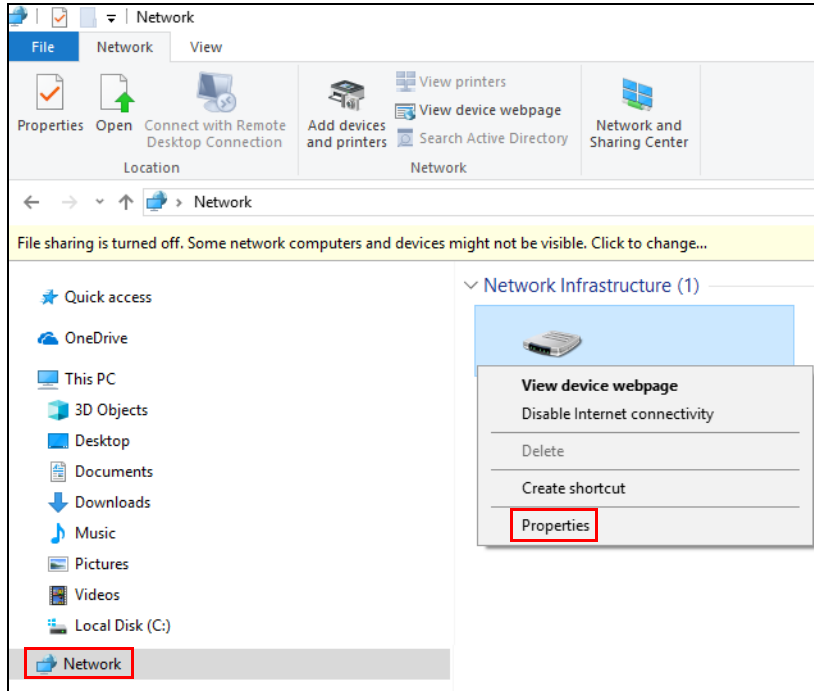 Network
File
Network
View
Properties
Open
Connect with Remote
Desktop Connection
Location
Add devices
and printers
View printers
View device webpage
Search Active Directory
Network
Network and
Sharing Center
Network
File sharing is turned off. Some network computers and devices might not be visible. Click to change...
Quick access
OneDrive
This PC
3D Objects
Desktop
Documents
Downloads
Music
Pictures
Videos
Local Disk (C:)
Network
Network Infrastructure (1)
View device webpage
Disable Internet connectivity
Delete
Create shortcut
Properties